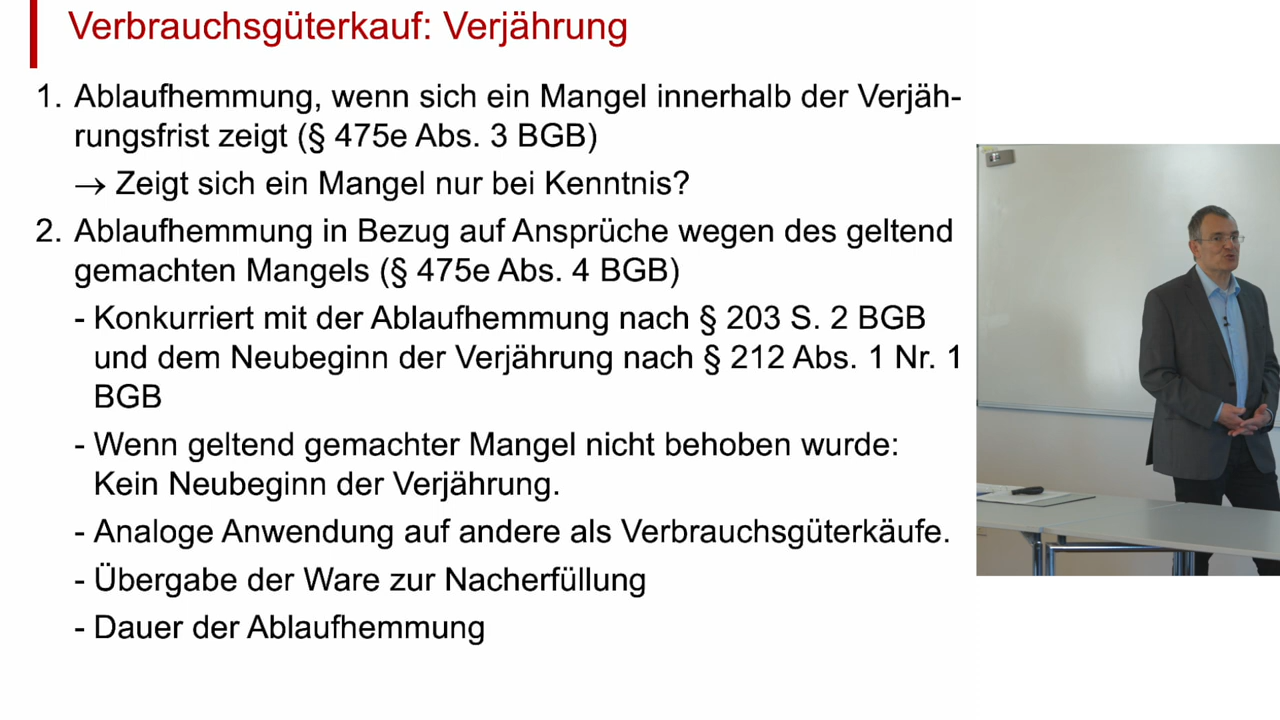 Verbrauchsgüterkauf: Verjährung
1. Ablaufhemmung, wenn sich ein Mangel innerhalb der Verjäh-
rungsfrist zeigt (§ 475e Abs. 3 BGB)
→ Zeigt sich ein Mangel nur bei Kenntnis?
2. Ablaufhemmung in Bezug auf Ansprüche wegen des geltend
gemachten Mangels (§ 475e Abs. 4 BGB)
- Konkurriert mit der Ablaufhemmung nach § 203 S. 2 BGB
und dem Neubeginn der Verjährung nach § 212 Abs. 1 Nr. 1
BGB
- Wenn geltend gemachter Mangel nicht behoben wurde:
Kein Neubeginn der Verjährung.
- Analoge Anwendung auf andere als Verbrauchsgüterkäufe.
- Übergabe der Ware zur Nacherfüllung
- Dauer der Ablaufhemmung